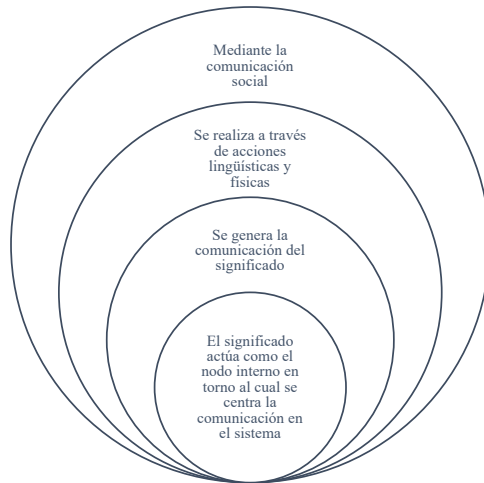 Mediante la
comunicación
social
Se realiza a través
de acciones
lingüísticas y
físicas
Se genera la
comunicación del
significado
El significado
actúa como el
nodo interno en
torno al cual se
centra la
comunicación en
el sistema